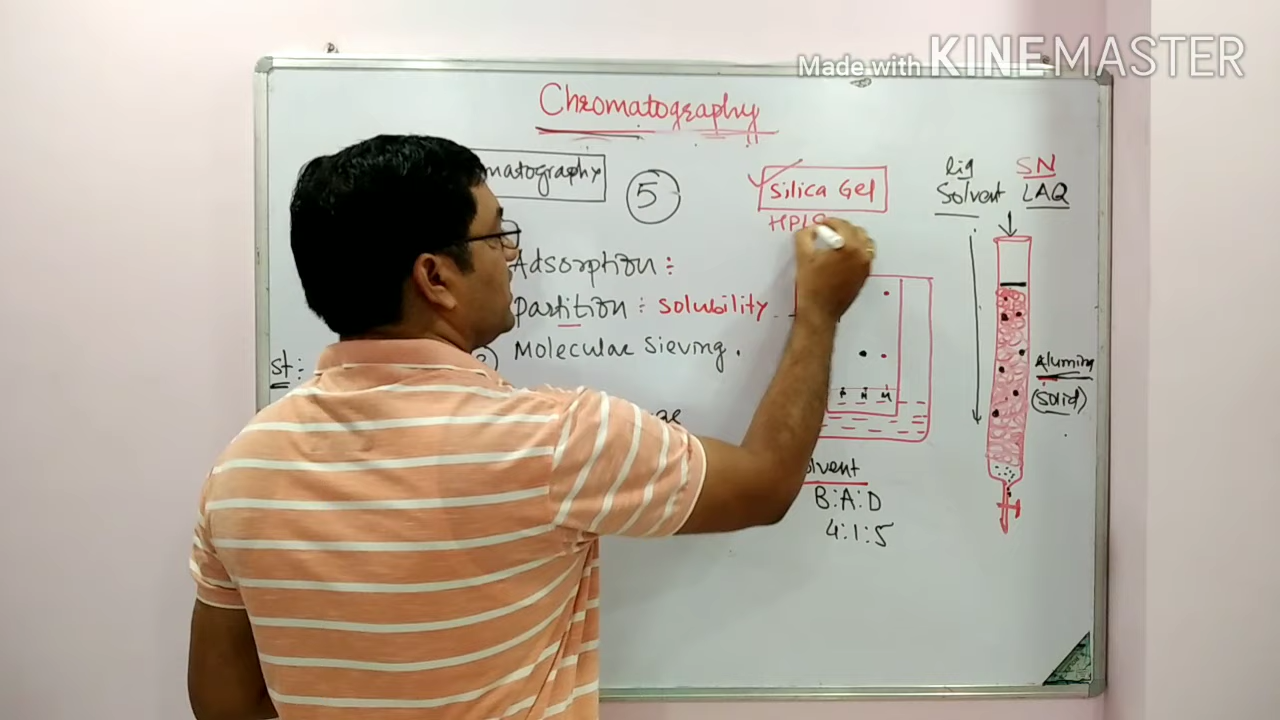 Made with KINEMASTER
Chromatography
matography
5
Silica Gel
HPL
Adsorption :
Partition : solubility
Molecular Sieving.
liq
Solvent
SN
LAQ
Alumina
(Solid)
St :
olvent
B:A:D
4:1:5